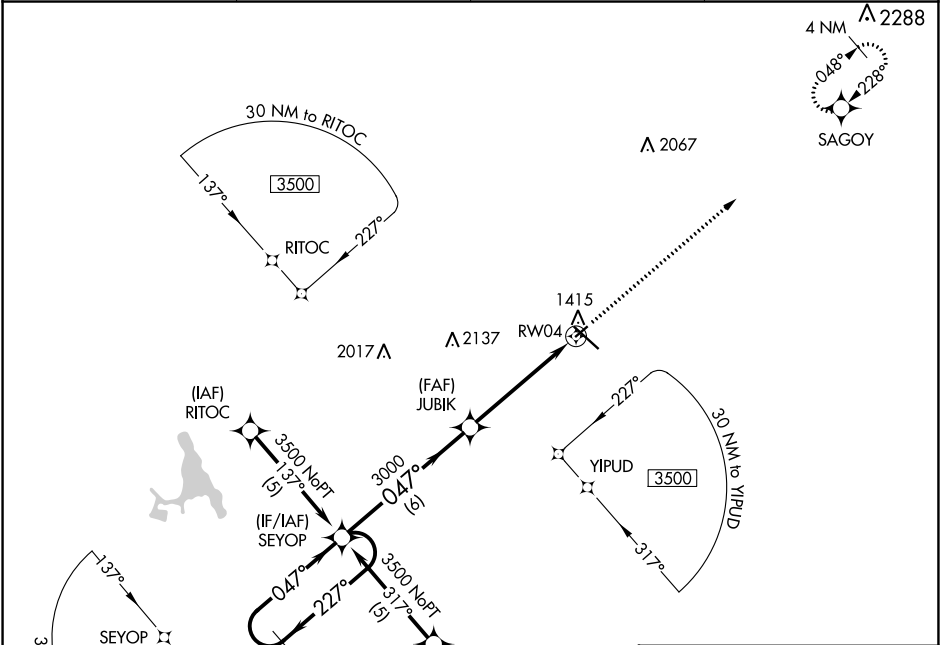 2288
4 NM
048°
228°
SAGOY
30 NM to RITOC
2067
3500
137°
227°
RITOC
1415
RW04
2017
2137
(FAF)
JUBIK
(IAF)
RITOC
227°
30 NM to YIPUD
YIPUD
3500
3500 NoPT
137°
(5)
3000
047°
(6)
(IF/IAF)
SEYOP
317°
047°
227°
3500 NoPT
317°
(5)
137°
SEYOP
3